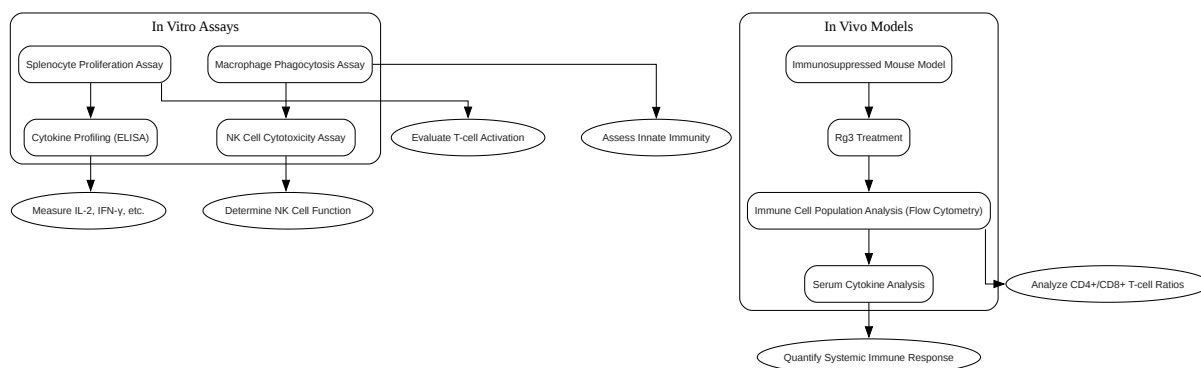 In Vitro Assays
Splenocyte Proliferation Assay
Macrophage Phagocytosis Assay
Cytokine Profiling (ELISA)
NK Cell Cytotoxicity Assay
Evaluate T-cell Activation
Assess Innate Immunity
Measure IL-2, IFN-γ, etc.
Determine NK Cell Function
In Vivo Models
Immunosuppressed Mouse Model
Rg3 Treatment
Immune Cell Population Analysis (Flow Cytometry)
Serum Cytokine Analysis
Analyze CD4+/CD8+ T-cell Ratios
Quantify Systemic Immune Response